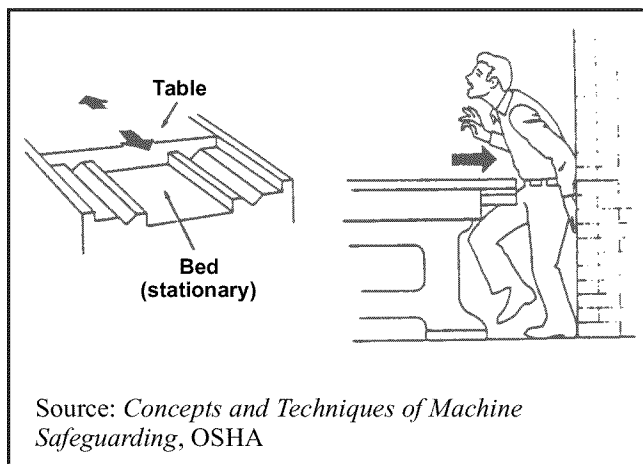 Table
Bed
(stationary)
Source: Concepts and Techniques of Machine
Safeguarding, OSHA